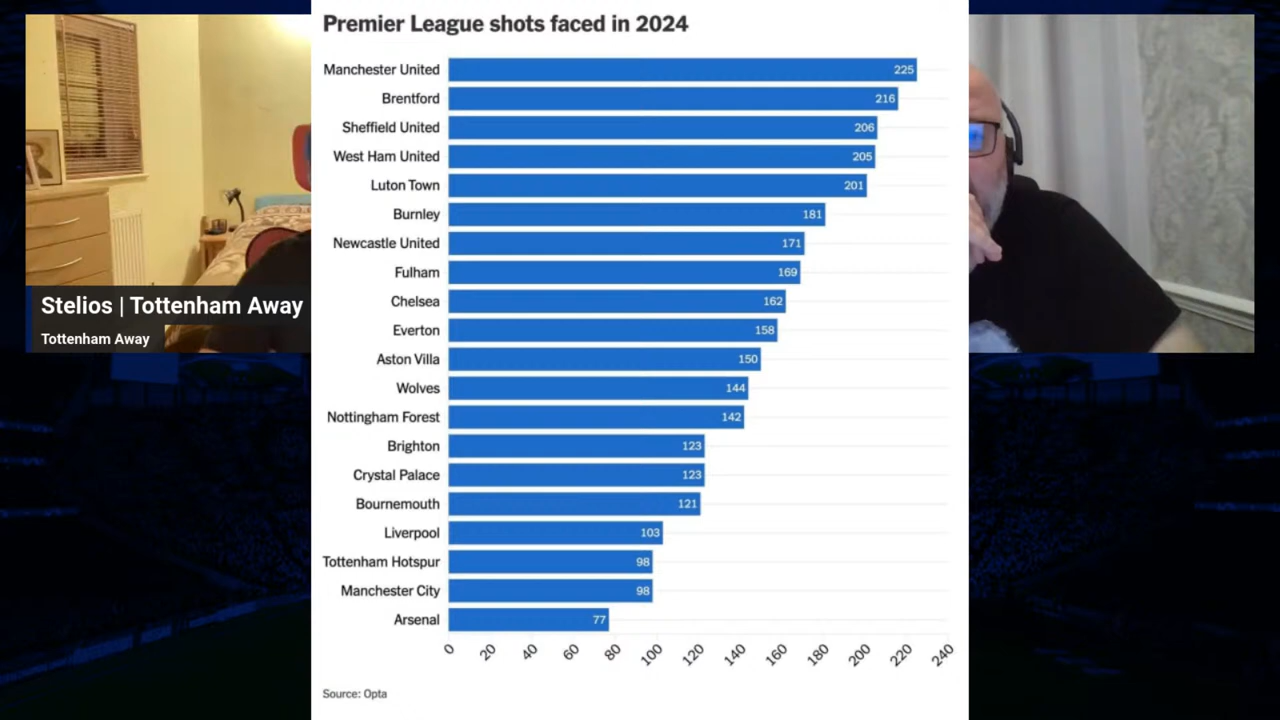 Premier League shots faced in 2024
Manchester United 225
Brentford 216
Sheffield United 206
West Ham United 205
Luton Town 201
Burnley 181
Newcastle United 171
Fulham 169
Chelsea 162
Everton 158
Aston Villa 150
Wolves 144
Nottingham Forest 142
Brighton 123
Crystal Palace 123
Bournemouth 121
Liverpool 103
Tottenham Hotspur 98
Manchester City 98
Arsenal 77
0 20 40 60 80 100 120 140 160 180 200 220 240
Source: Opta
Stelios | Tottenham Away
Tottenham Away